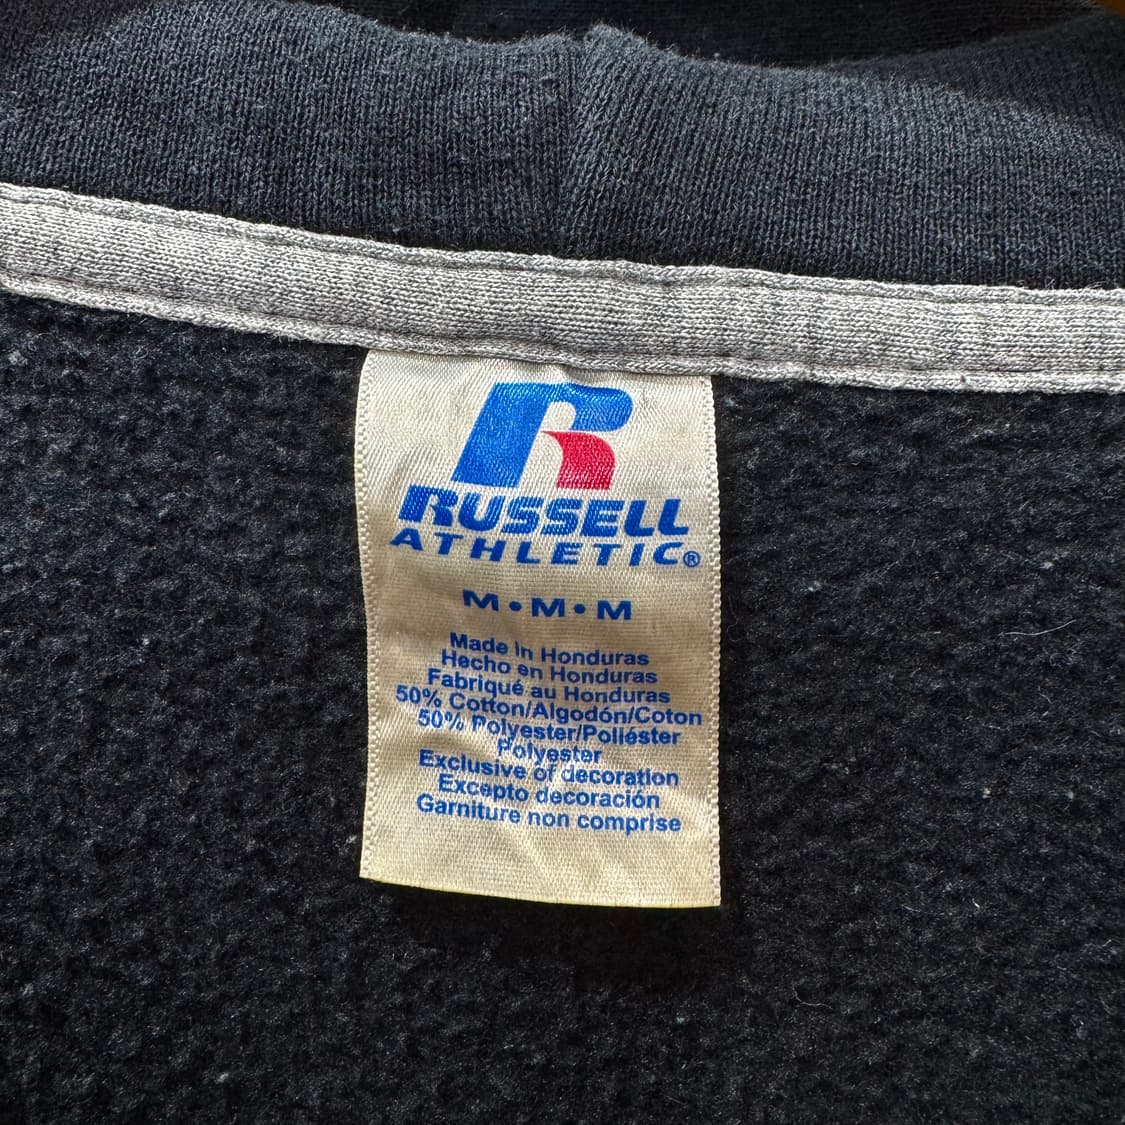 RUSSELL
ATHLETIC®
M • M • M
Made in Honduras
Hecho en Honduras
Fabriqué au Honduras
50% Cotton/Algodón/Coton
50% Polyester/Poliéster
Polyester
Exclusive of decoration
Excepto decoración
Garniture non comprise